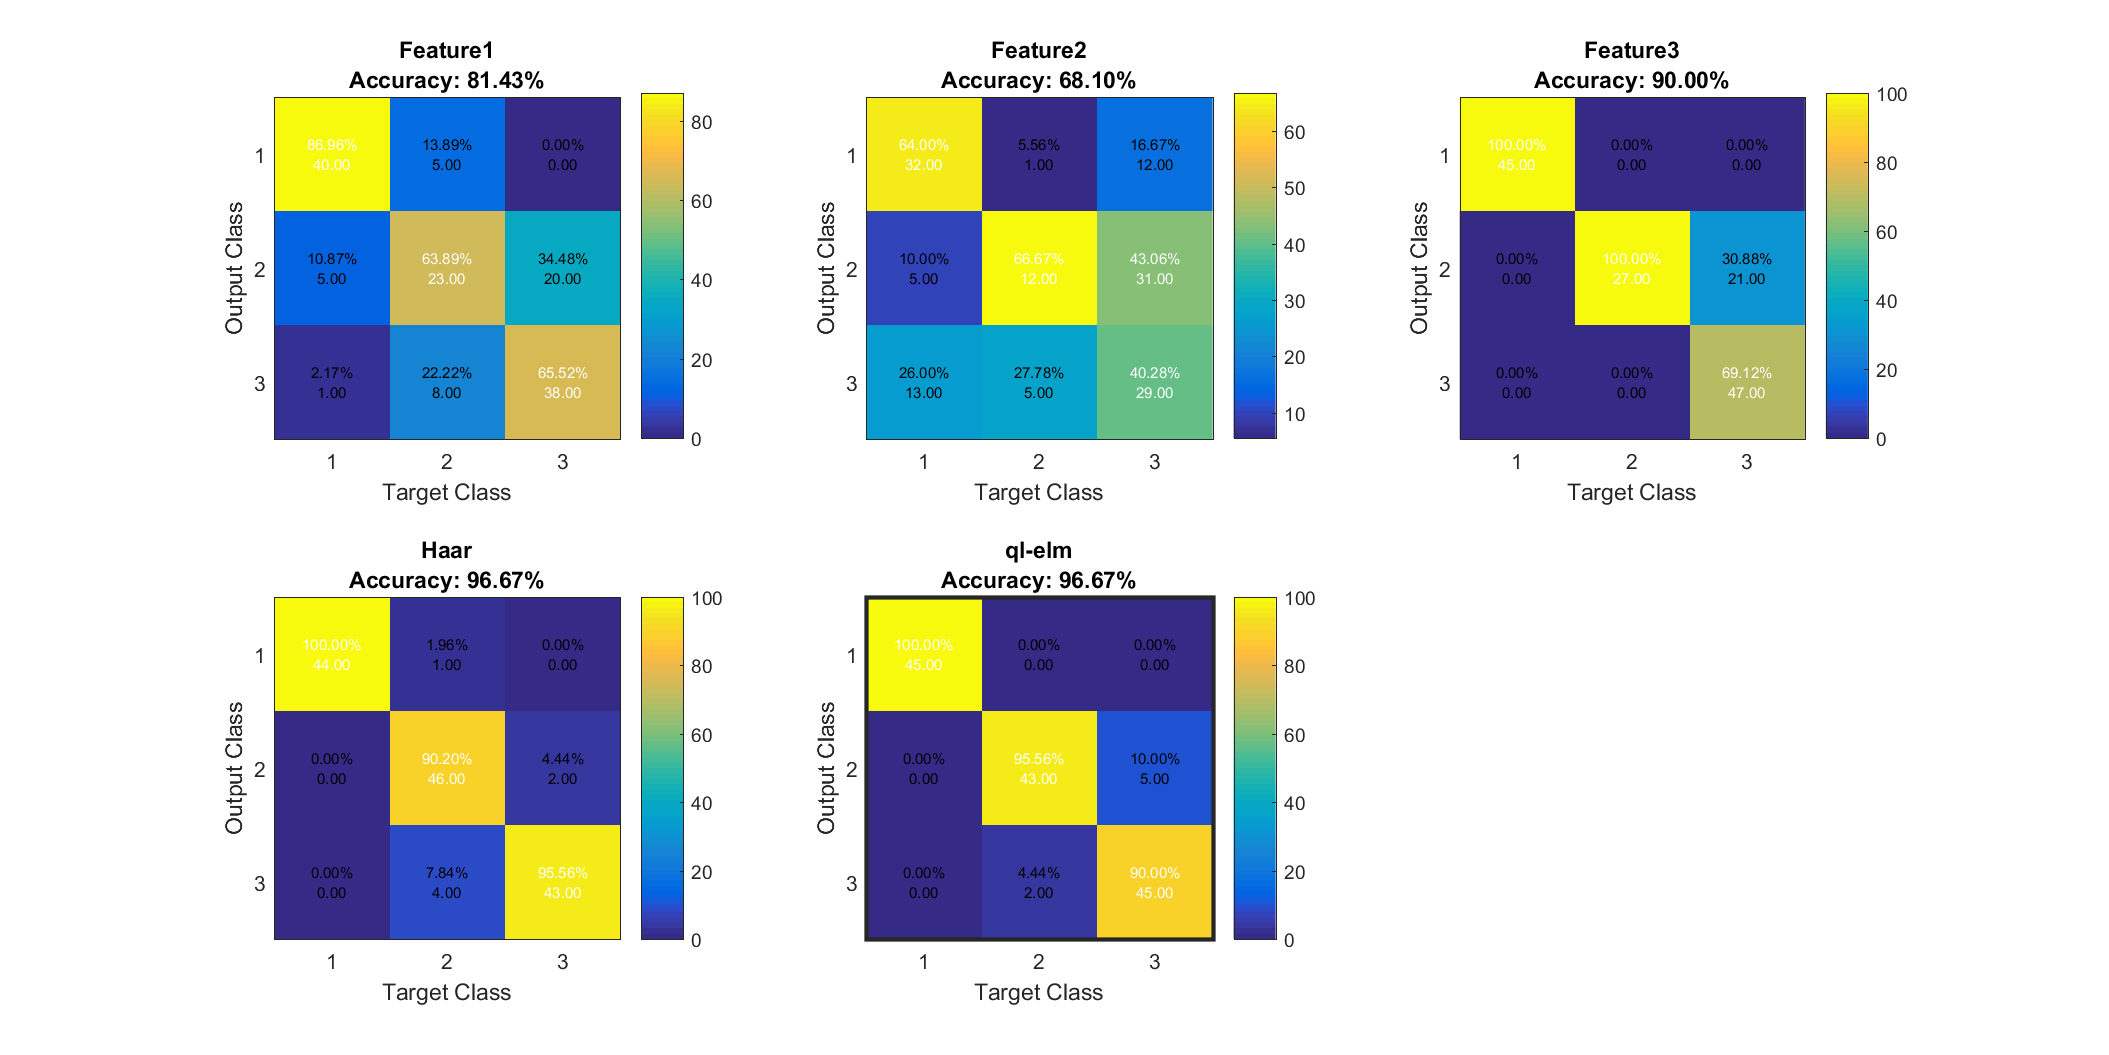 Feature1
Accuracy: 81.43%
86.96% 13.89% 0.00%
40.00 5.00 0.00
10.87% 63.89% 34.48%
5.00 23.00 20.00
2.17% 22.22% 65.52%
1.00 8.00 38.00
1
2
3
Output Class
1 2 3
Target Class
80
60
40
20
0
Feature2
Accuracy: 68.10%
64.00% 5.56% 16.67%
32.00 1.00 12.00
10.00% 66.67% 43.06%
5.00 12.00 31.00
26.00% 27.78% 40.28%
13.00 5.00 29.00
1
2
3
Output Class
1 2 3
Target Class
60
50
40
30
20
10
Feature3
Accuracy: 90.00%
100.00% 0.00% 0.00%
45.00 0.00 0.00
0.00% 100.00% 30.88%
0.00 27.00 21.00
0.00% 0.00% 69.12%
0.00 0.00 47.00
1
2
3
Output Class
1 2 3
Target Class
100
80
60
40
20
0
Haar
Accuracy: 96.67%
100.00% 1.96% 0.00%
44.00 1.00 0.00
0.00% 90.20% 4.44%
0.00 46.00 2.00
0.00% 7.84% 95.56%
0.00 4.00 43.00
1
2
3
Output Class
1 2 3
Target Class
100
80
60
40
20
0
ql-elm
Accuracy: 96.67%
100.00% 0.00% 0.00%
45.00 0.00 0.00
0.00% 95.56% 10.00%
0.00 43.00 5.00
0.00% 4.44% 90.00%
0.00 2.00 45.00
1
2
3
Output Class
1 2 3
Target Class
100
80
60
40
20
0